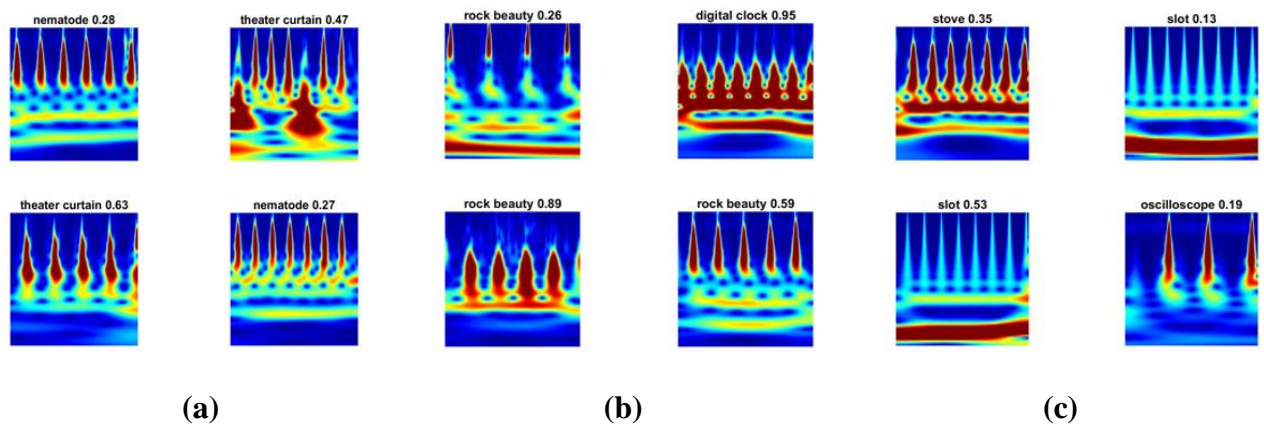 nematode 0.28
theater curtain 0.47
rock beauty 0.26
digital clock 0.95
stove 0.35
slot 0.13
theater curtain 0.63
nematode 0.27
rock beauty 0.89
rock beauty 0.59
slot 0.53
oscilloscope 0.19
(a)
(b)
(c)